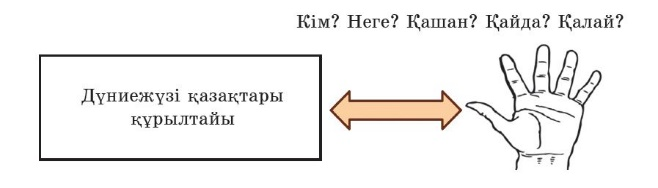 Кім? Неге? Қашан? Қайда? Қалай?
Дүниежүзі қазақтары
құрылтайы